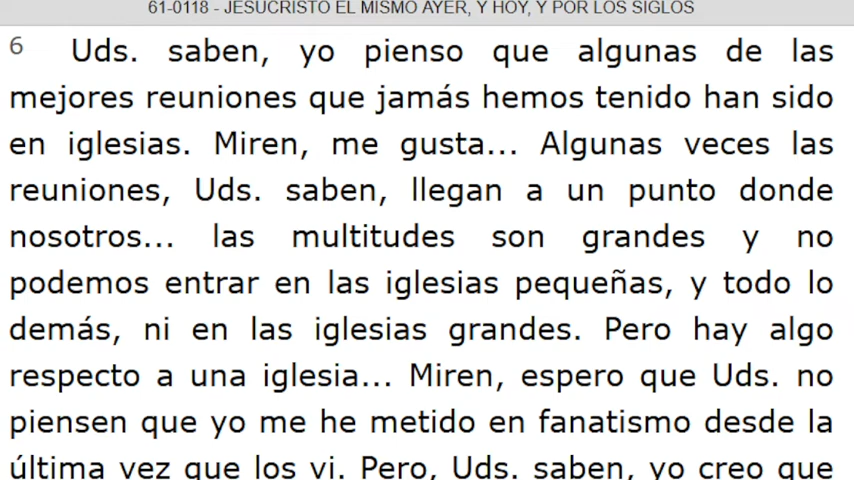 61-0118 - JESUCRISTO EL MISMO AYER, Y HOY, Y POR LOS SIGLOS
6 Uds. saben, yo pienso que algunas de las
mejores reuniones que jamás hemos tenido han sido
en iglesias. Miren, me gusta... Algunas veces las
reuniones, Uds. saben, llegan a un punto donde
nosotros... las multitudes son grandes y no
podemos entrar en las iglesias pequeñas, y todo lo
demás, ni en las iglesias grandes. Pero hay algo
respecto a una iglesia... Miren, espero que Uds. no
piensen que yo me he metido en fanatismo desde la
última vez que los vi. Pero, Uds. saben, yo creo que